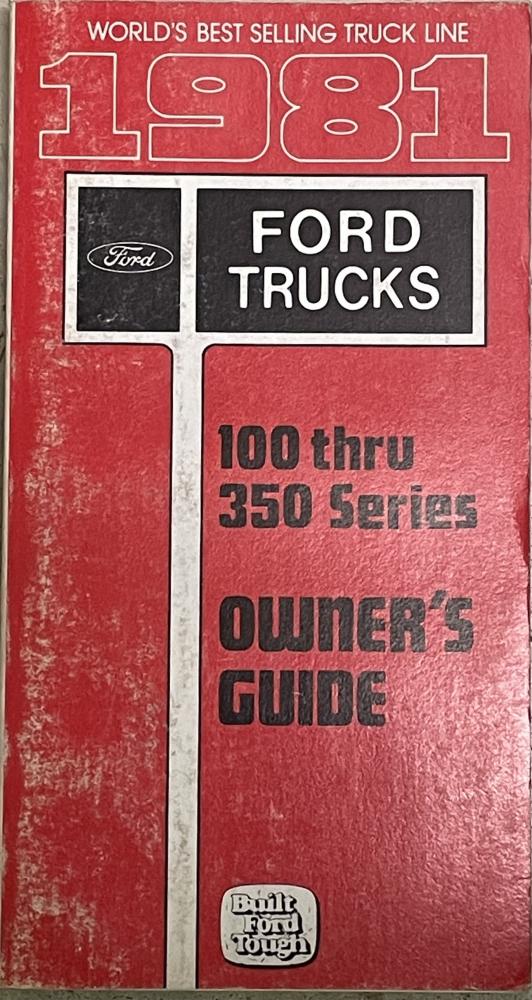 WORLD'S BEST SELLING TRUCK LINE
1981
Ford
FORD
TRUCKS
100 thru
350 Series
OWNER'S
GUIDE
Built
Ford
Tough